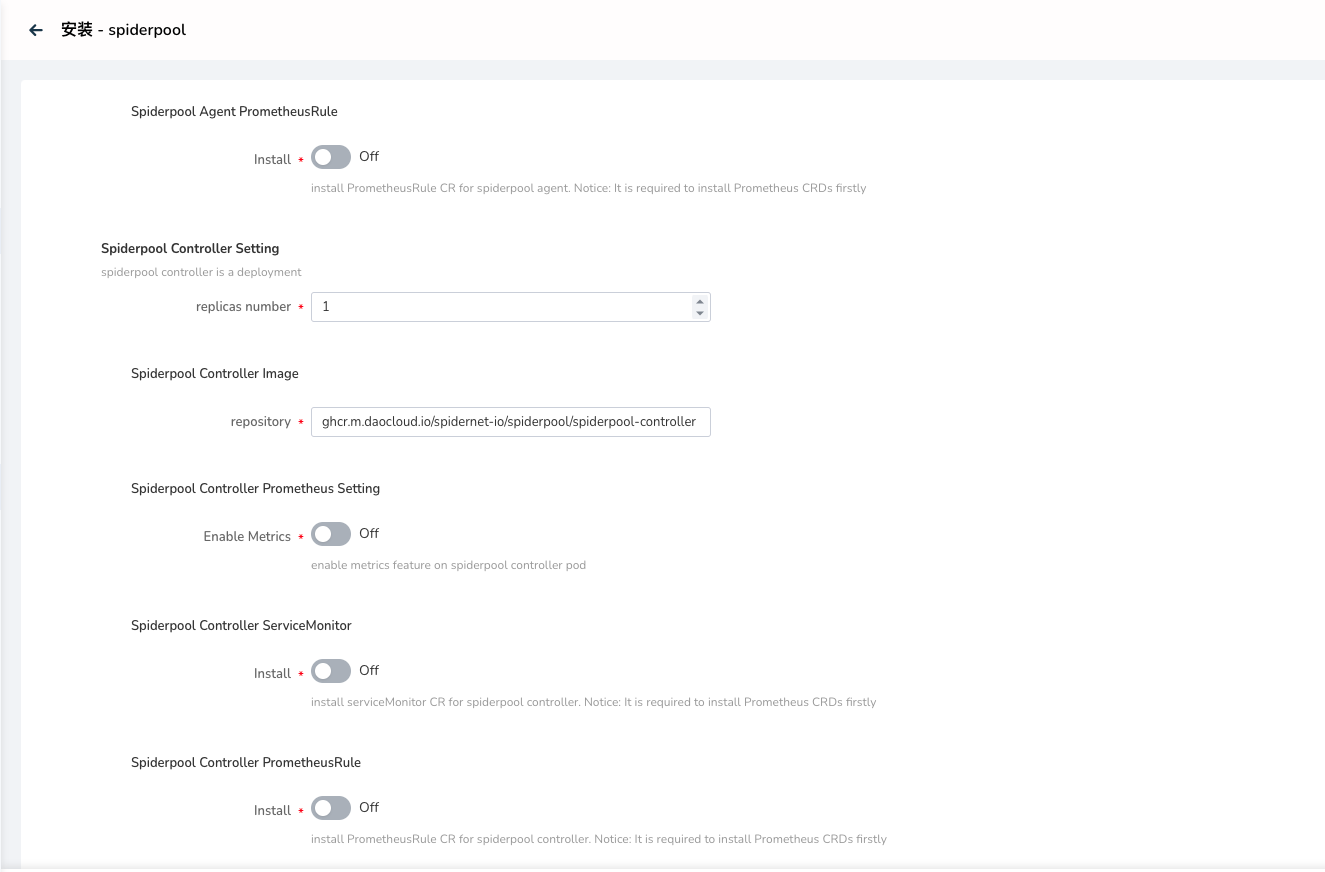 安装 - spiderpool
Spiderpool Agent PrometheusRule
Install * Off
install PrometheusRule CR for spiderpool agent. Notice: It is required to install Prometheus CRDs firstly
Spiderpool Controller Setting
spiderpool controller is a deployment
replicas number * 1
Spiderpool Controller Image
repository * ghcr.m.daocloud.io/spidernet-io/spiderpool/spiderpool-controller
Spiderpool Controller Prometheus Setting
Enable Metrics * Off
enable metrics feature on spiderpool controller pod
Spiderpool Controller ServiceMonitor
Install * Off
install serviceMonitor CR for spiderpool controller. Notice: It is required to install Prometheus CRDs firstly
Spiderpool Controller PrometheusRule
Install * Off
install PrometheusRule CR for spiderpool controller. Notice: It is required to install Prometheus CRDs firstly